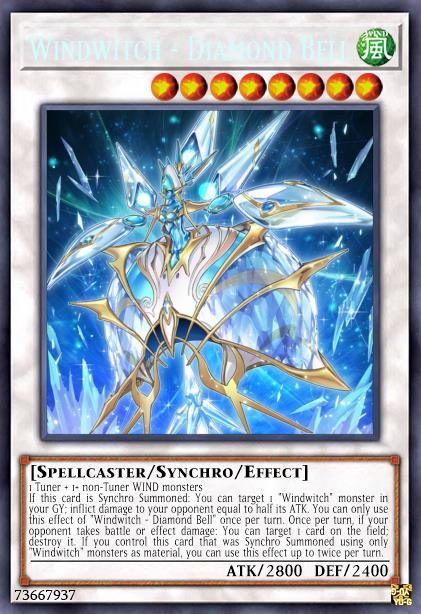 Windwitch - Diamond Bell
WIND
風
[Spellcaster/Synchro/Effect]
1 Tuner + 1+ non-Tuner WIND monsters
If this card is Synchro Summoned: You can target 1 "Windwitch" monster in
your GY; inflict damage to your opponent equal to half its ATK. You can only use
this effect of "Windwitch - Diamond Bell" once per turn. Once per turn, if your
opponent takes battle or effect damage: You can target 1 card on the field;
destroy it. If you control this card that was Synchro Summoned using only
"Windwitch" monsters as material, you can use this effect up to twice per turn.
ATK/2800 DEF/2400
73667937